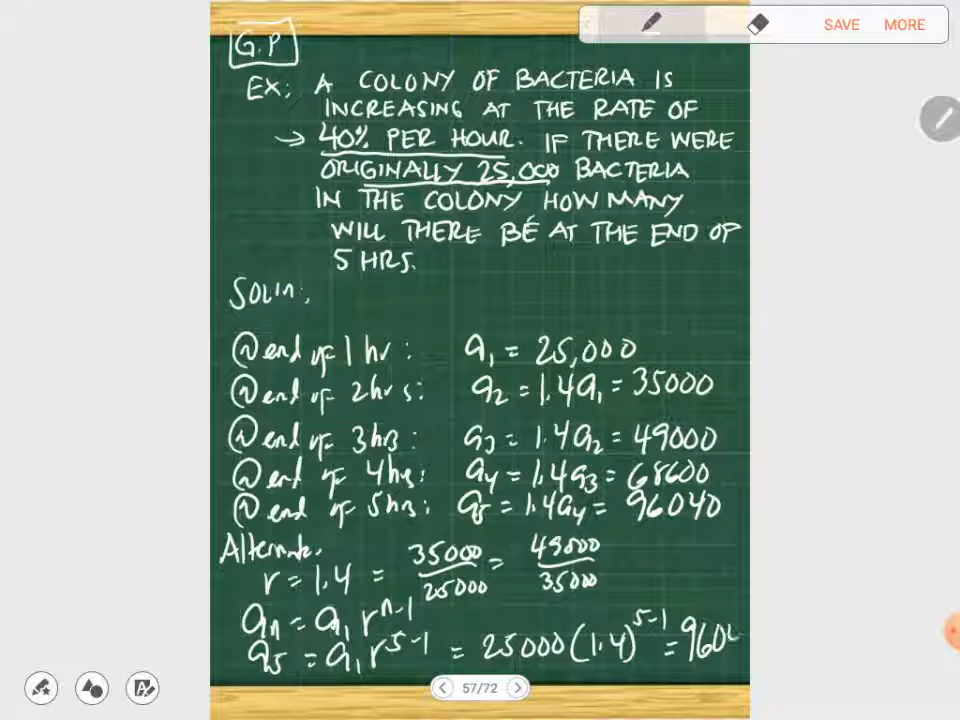 SAVE MORE
G.P
EX: A COLONY OF BACTERIA IS
INCREASING AT THE RATE OF
→ 40% PER HOUR. IF THERE WERE
ORIGINALLY 25,000 BACTERIA
IN THE COLONY HOW MANY
WILL THERE BE AT THE END OF
5 HRS.
SOLN:
@ end of 1 hr: a₁ = 25,000
@ end of 2hrs: a₂ = 1.4a₁ = 35000
@ end of 3hrs: a₃ = 1.4a₂ = 49000
@ end of 4hrs: a₄ = 1.4a₃ = 68600
@ end of 5hrs: a₅ = 1.4a₄ = 96040
Alternate.
r = 1.4 = 35000/25000 = 49000/35000
aₙ = a₁ rⁿ⁻¹
a₅ = a₁ r⁵⁻¹ = 25000(1.4)⁵⁻¹ = 9604
57/72